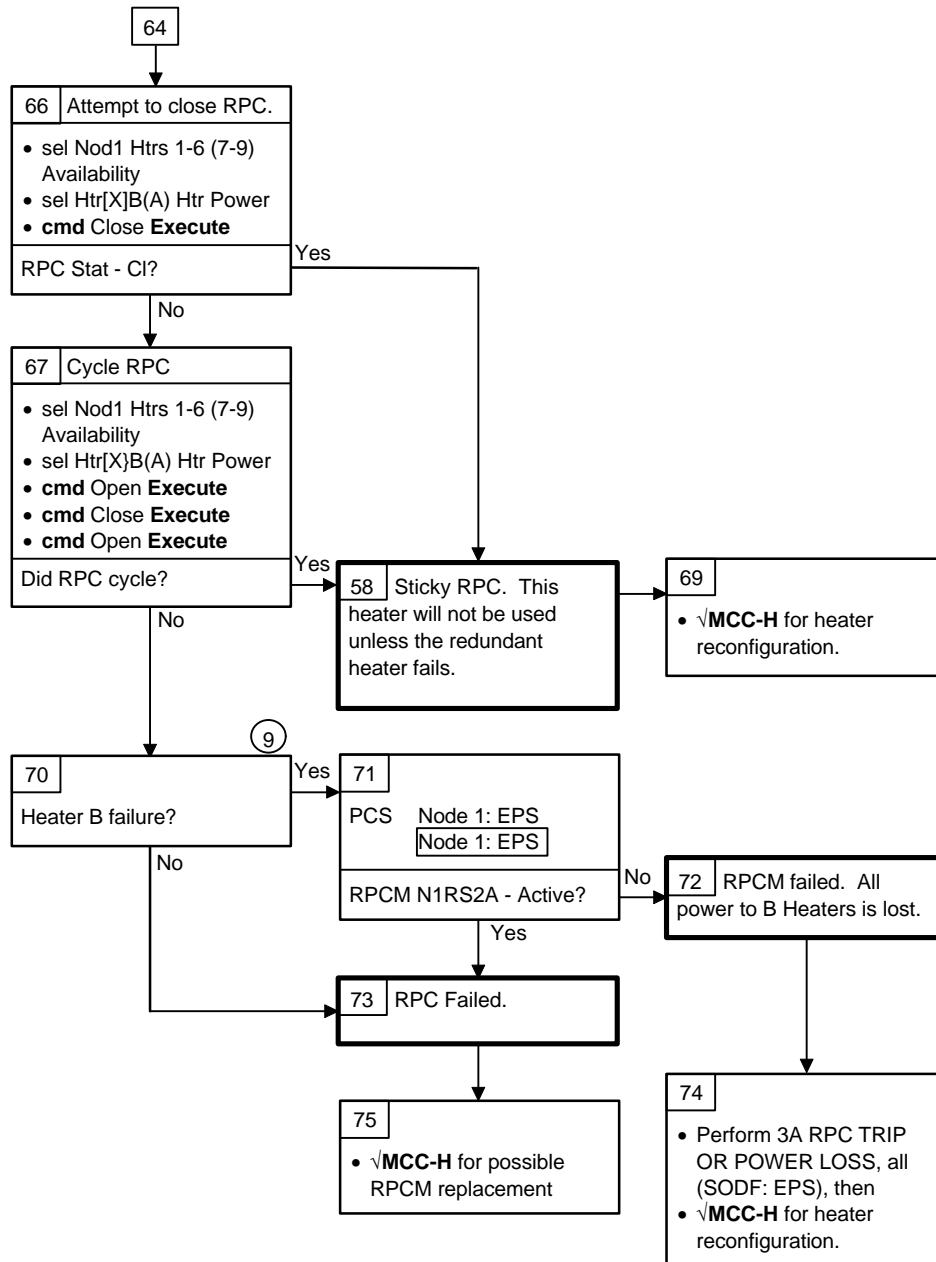 64
66 Attempt to close RPC.
• sel Nod1 Htrs 1-6 (7-9)
Availability
• sel Htr[X]B(A) Htr Power
• cmd Close Execute
RPC Stat - Cl?
Yes
No
67 Cycle RPC
• sel Nod1 Htrs 1-6 (7-9)
Availability
• sel Htr[X}B(A) Htr Power
• cmd Open Execute
• cmd Close Execute
• cmd Open Execute
Did RPC cycle?
Yes
No
58 Sticky RPC. This
heater will not be used
unless the redundant
heater fails.
69
• √MCC-H for heater
reconfiguration.
9
70
Heater B failure?
Yes
No
71
PCS Node 1: EPS
Node 1: EPS
RPCM N1RS2A - Active?
No
Yes
72 RPCM failed. All
power to B Heaters is lost.
73 RPC Failed.
75
• √MCC-H for possible
RPCM replacement
74
• Perform 3A RPC TRIP
OR POWER LOSS, all
(SODF: EPS), then
• √MCC-H for heater
reconfiguration.